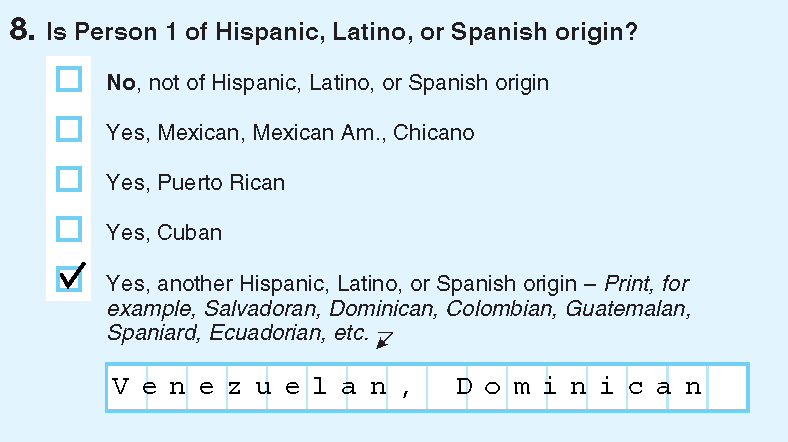 8. Is Person 1 of Hispanic, Latino, or Spanish origin?
No, not of Hispanic, Latino, or Spanish origin
Yes, Mexican, Mexican Am., Chicano
Yes, Puerto Rican
Yes, Cuban
Yes, another Hispanic, Latino, or Spanish origin – Print, for
example, Salvadoran, Dominican, Colombian, Guatemalan,
Spaniard, Ecuadorian, etc.
Venezuelan, Dominican